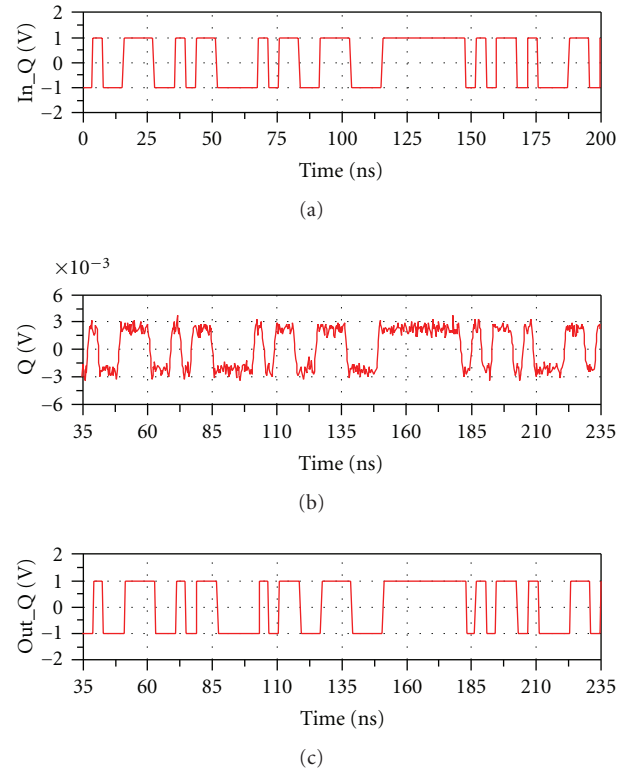 2
1
0
−1
−2
In_Q (V)
0 25 50 75 100 125 150 175 200
Time (ns)
(a)
×10−3
6
3
0
−3
−6
Q (V)
35 60 85 110 135 160 185 210 235
Time (ns)
(b)
2
1
0
−1
−2
Out_Q (V)
35 60 85 110 135 160 185 210 235
Time (ns)
(c)